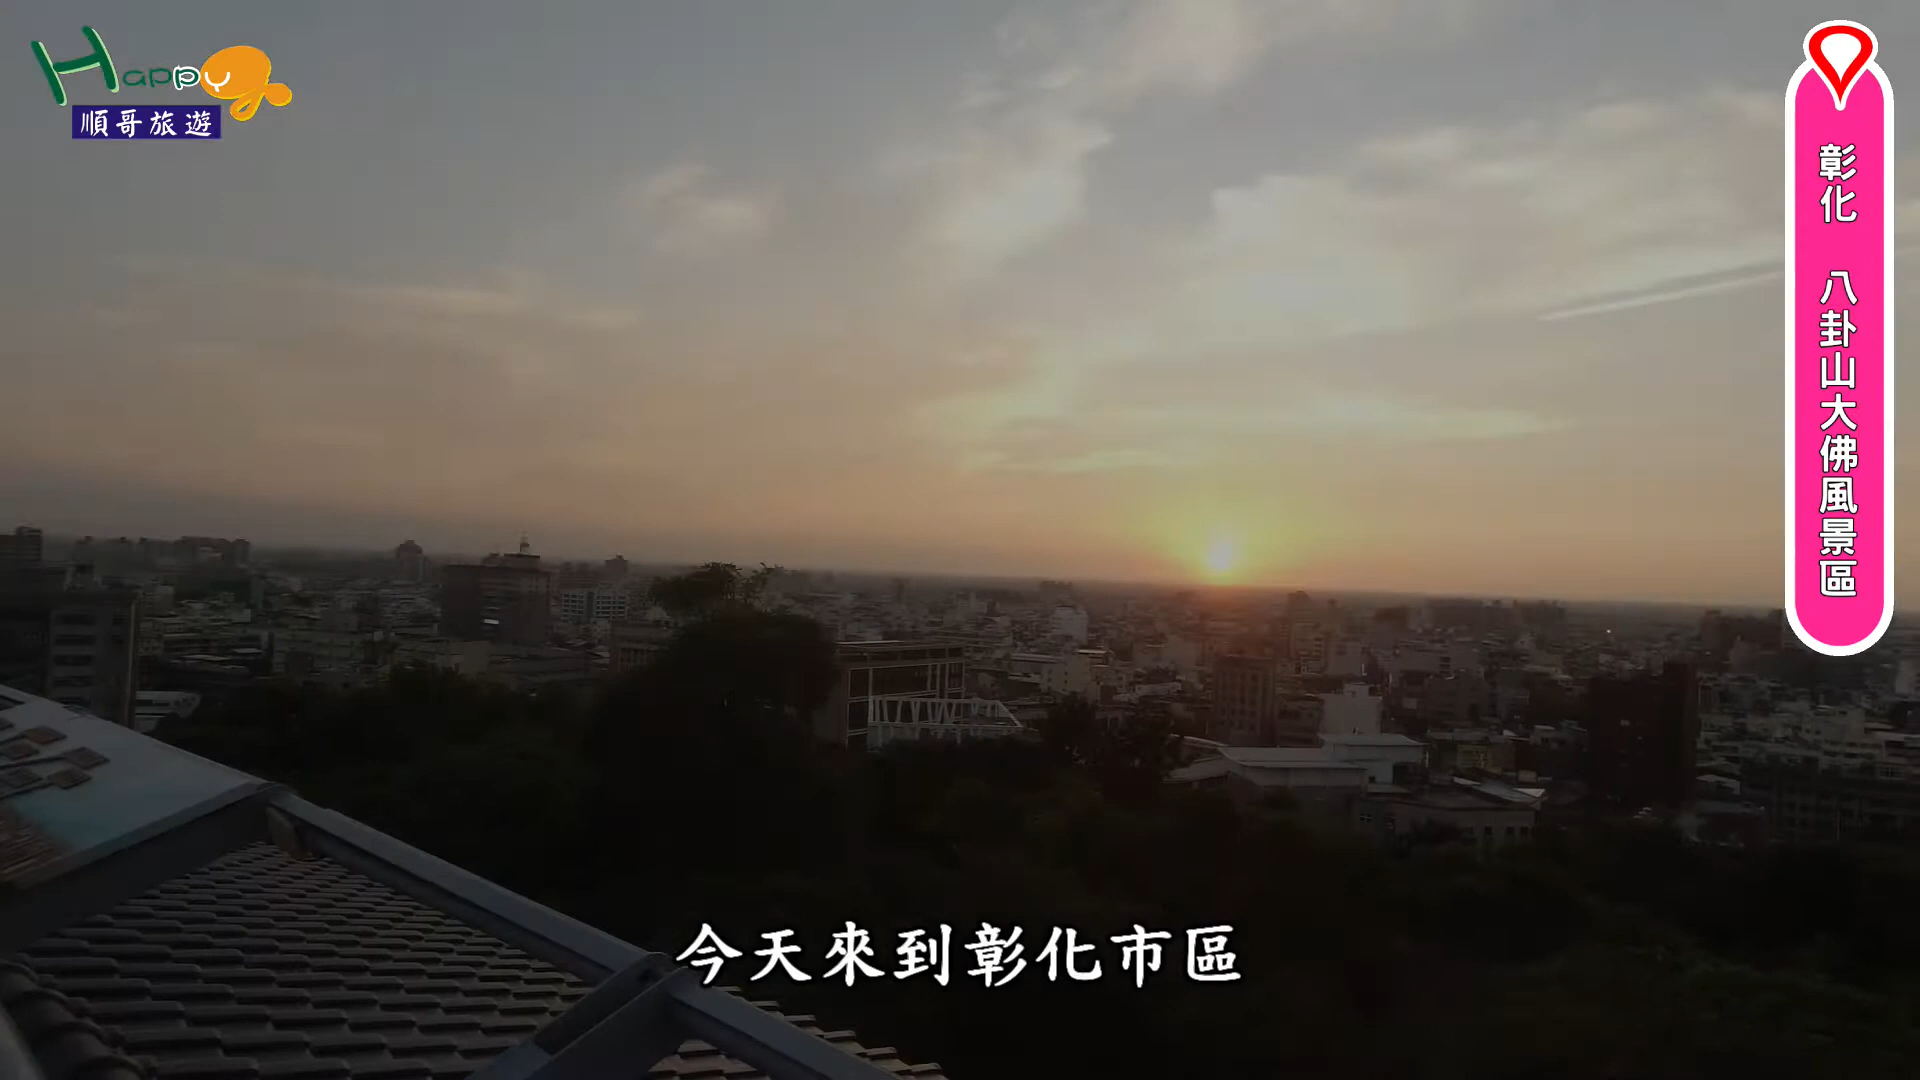 Happy go
順哥旅遊
彰化 八卦山大佛風景區
今天來到彰化市區